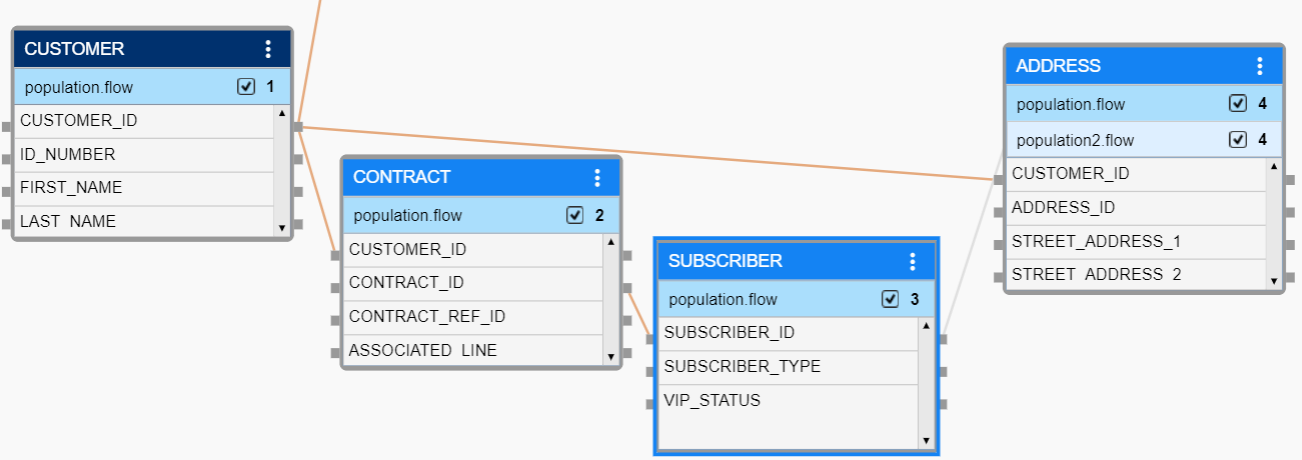 CUSTOMER
population.flow 1
CUSTOMER_ID
ID_NUMBER
FIRST_NAME
LAST_NAME
CONTRACT
population.flow 2
CUSTOMER_ID
CONTRACT_ID
CONTRACT_REF_ID
ASSOCIATED_LINE
SUBSCRIBER
population.flow 3
SUBSCRIBER_ID
SUBSCRIBER_TYPE
VIP_STATUS
ADDRESS
population.flow 4
population2.flow 4
CUSTOMER_ID
ADDRESS_ID
STREET_ADDRESS_1
STREET_ADDRESS_2